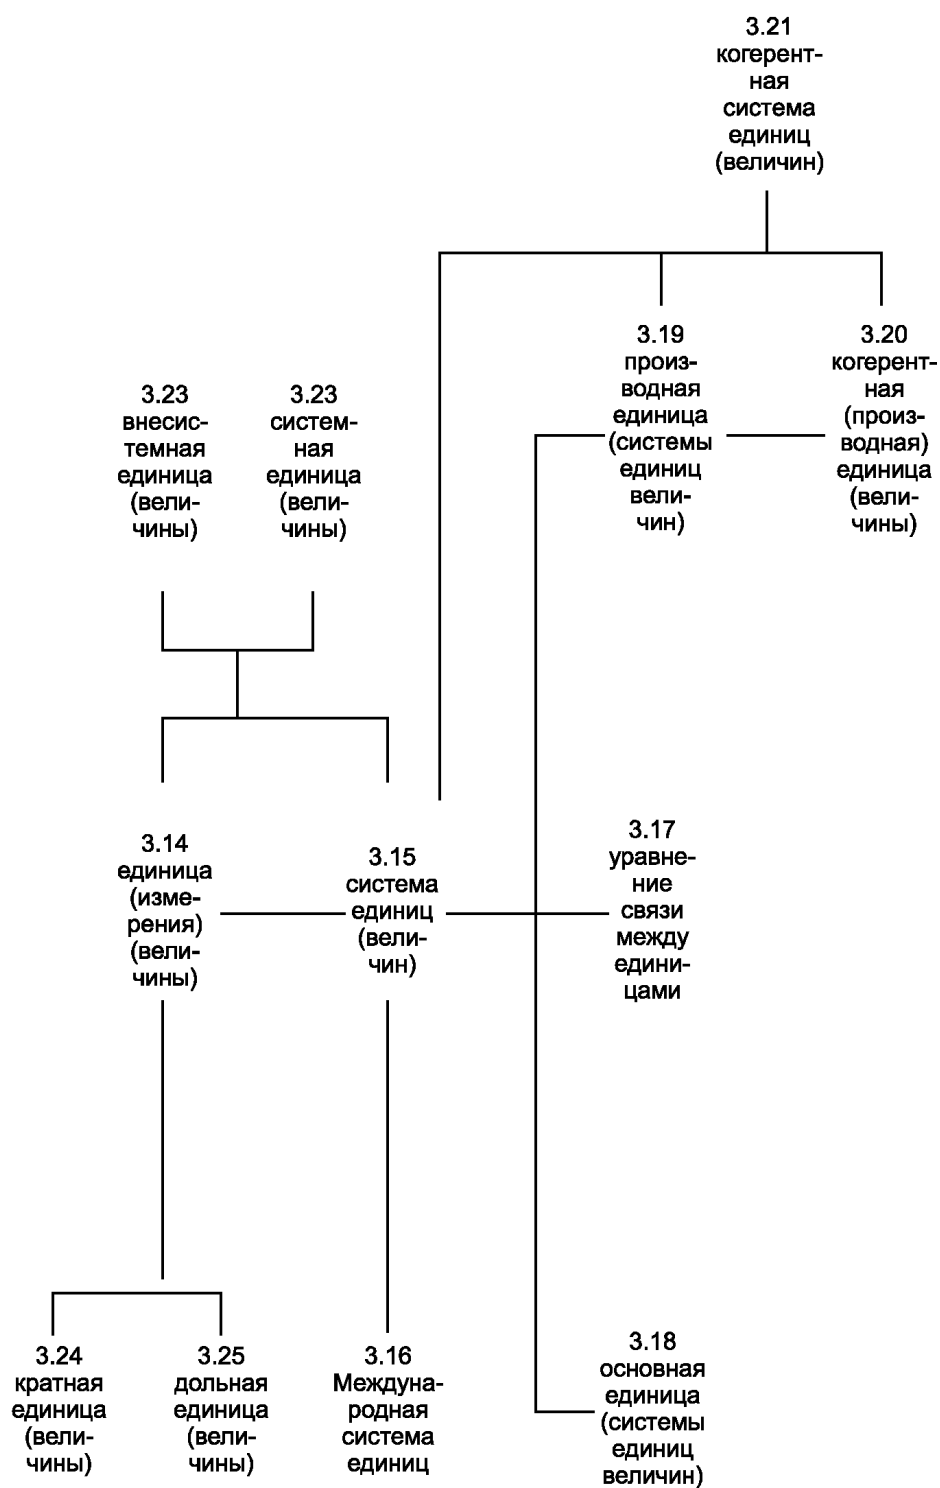 3.21
когерент-
ная
система
единиц
(величин)
3.19
произ-
водная
единица
(системы
единиц
вели-
чин)
3.20
когерент-
ная
(произ-
водная)
единица
(вели-
чины)
3.23
внесис-
темная
единица
(вели-
чины)
3.23
систем-
ная
единица
(вели-
чины)
3.14
единица
(изме-
рения)
(вели-
чины)
3.15
система
единиц
(вели-
чин)
3.17
уравне-
ние
связи
между
едини-
цами
3.24
кратная
единица
(вели-
чины)
3.25
дольная
единица
(вели-
чины)
3.16
Междуна-
родная
система
единиц
3.18
основная
единица
(системы
единиц
величин)